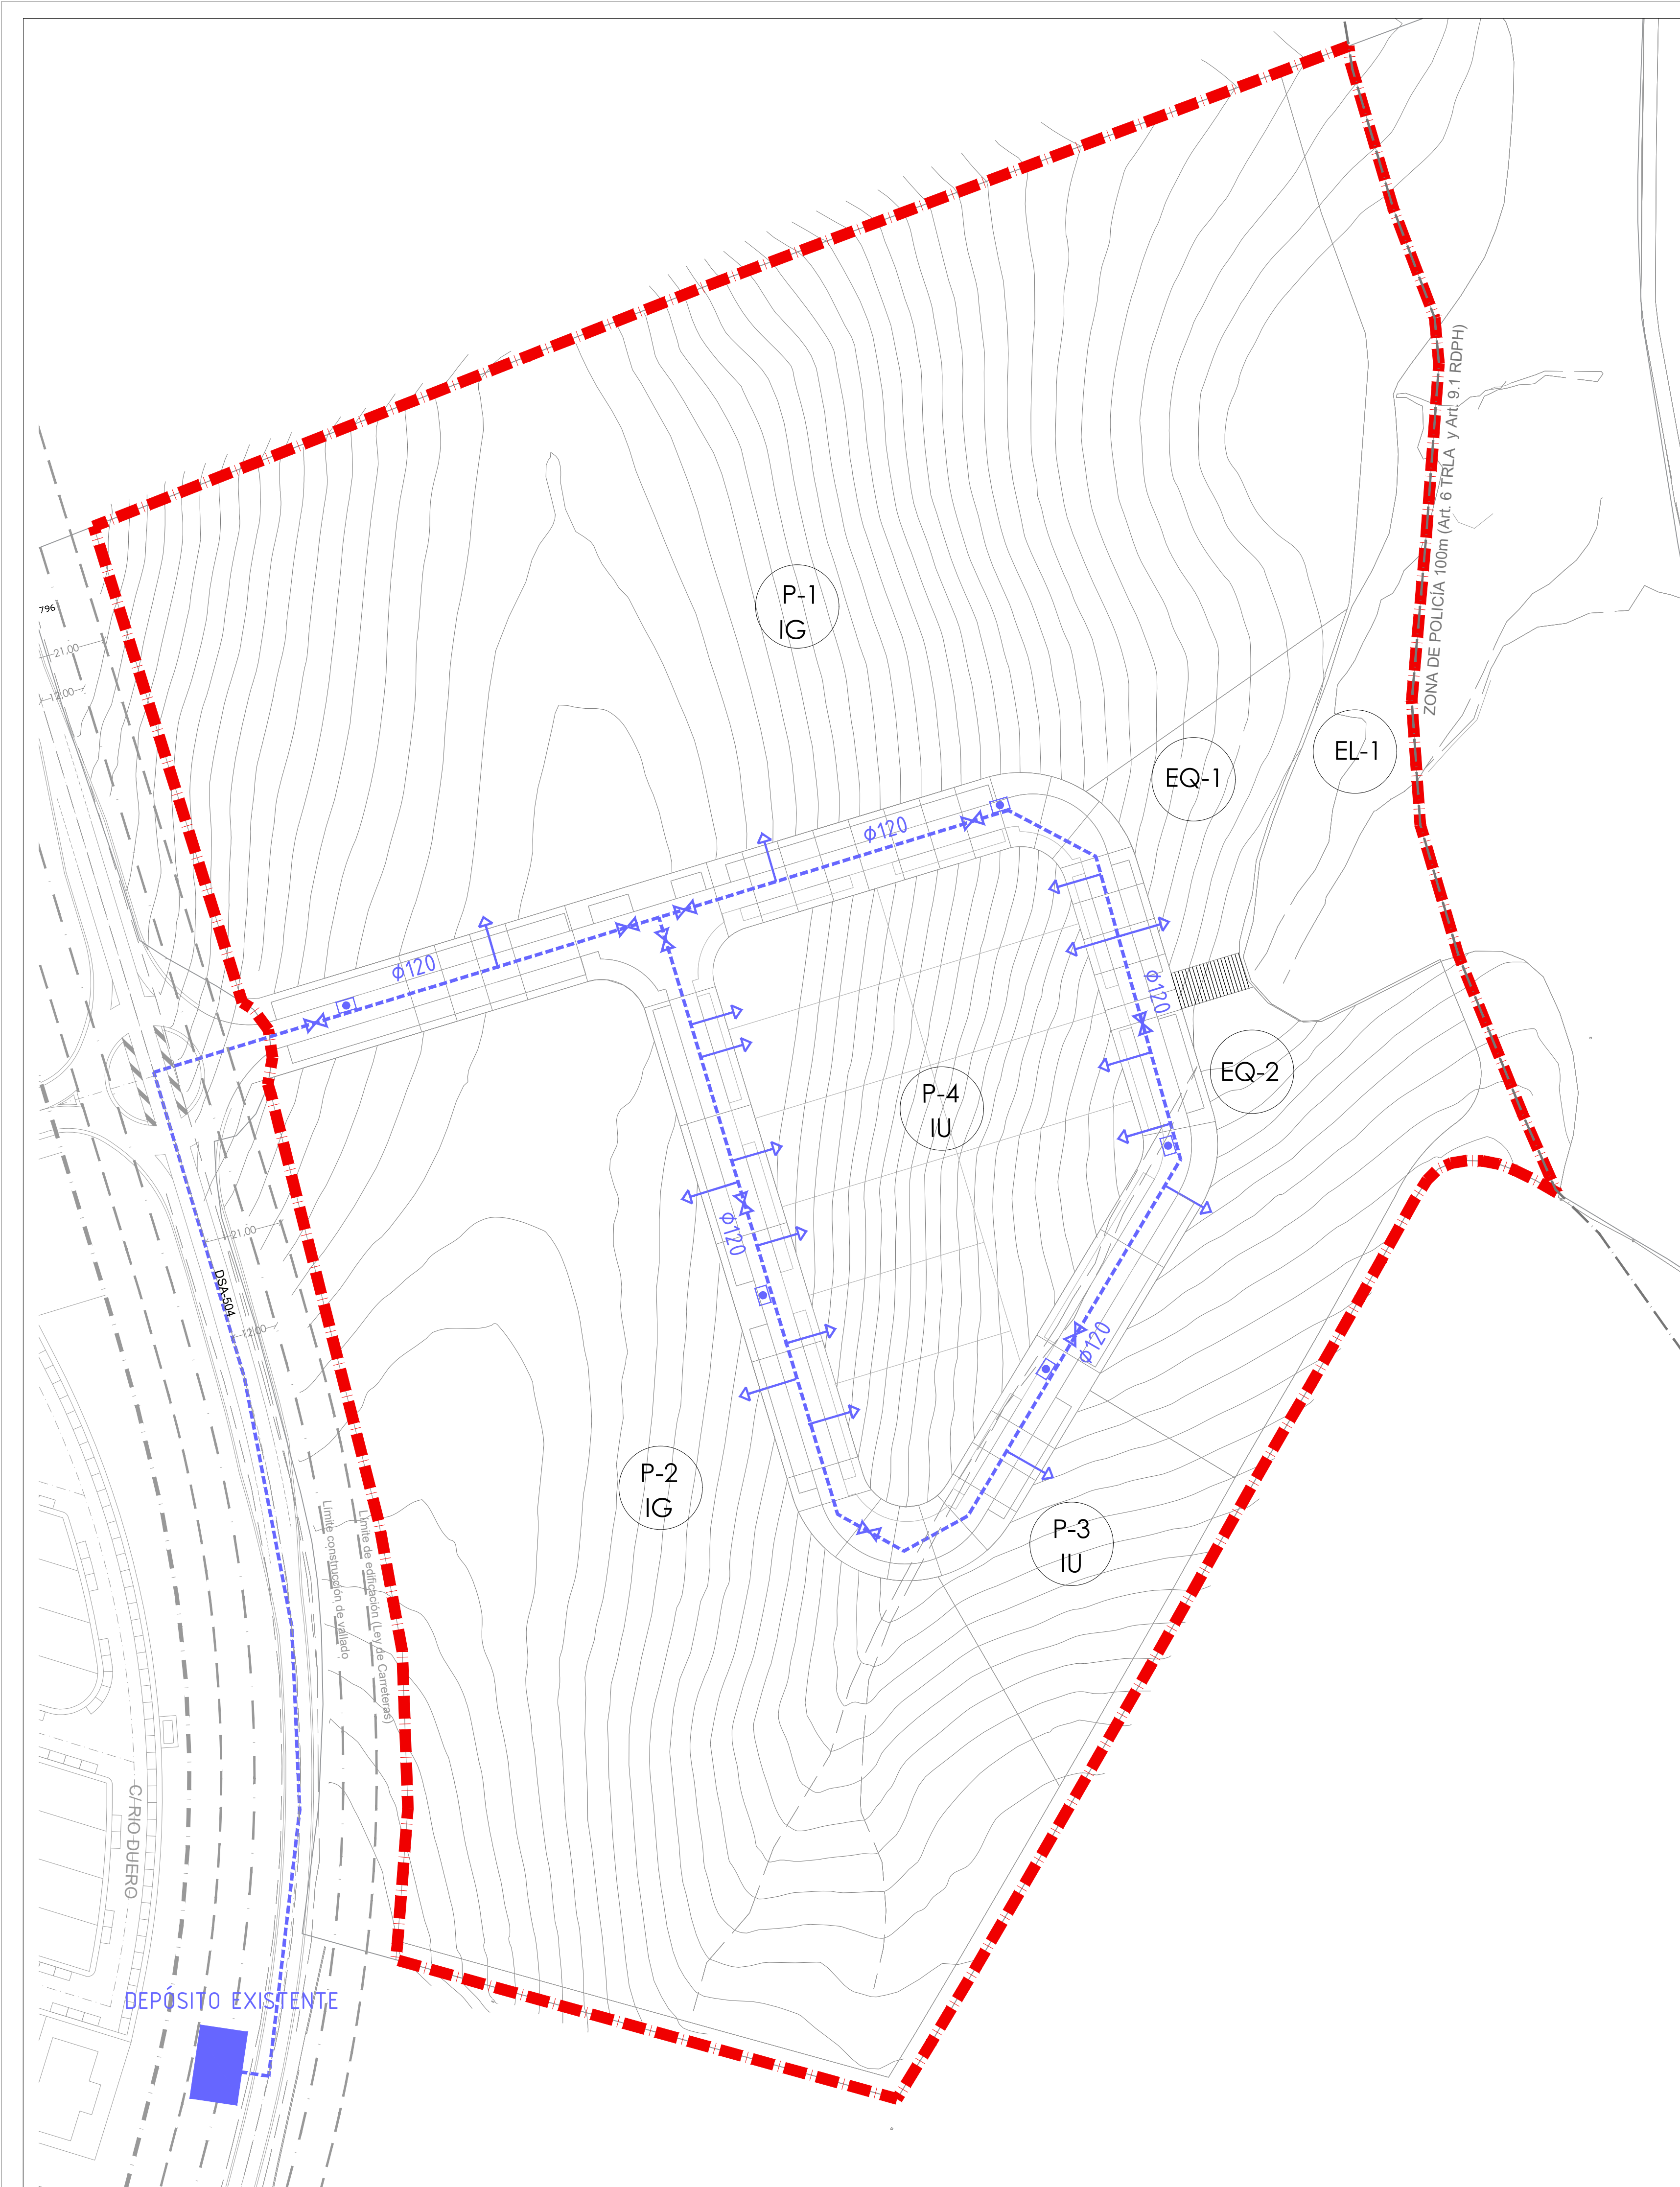 ZONA DE POLICÍA 100m (Art. 6 TRLA y Art. 9.1 RDPH)
P-1
IG
796
21.00
12.00
EL-1
EQ-1
ϕ120
ϕ120
ϕ120
EQ-2
P-4
IU
ϕ120
21.00
DSA-504
12.00
ϕ120
P-2
IG
P-3
IU
Límite construcción de vallado
Límite de edificación (Ley de Carreteras)
C/ RIO DUERO
DEPÓSITO EXISTENTE